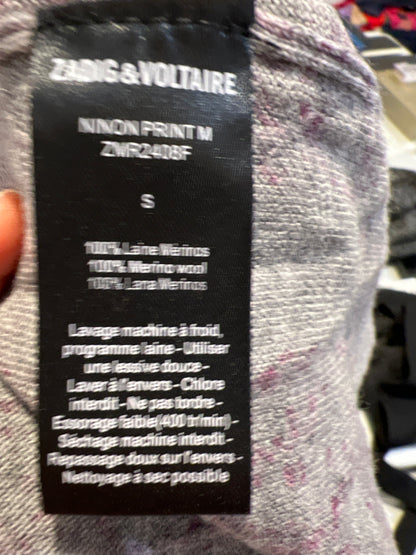 ZADIG&VOLTAIRE
NINON PRINT M
ZMR2408F
S
100% Laine Merinos
100% Merino wool
100% Lana Merinos
Lavage machine à froid,
programme laine - Utiliser
une lessive douce -
Laver à l'envers - Chlore
interdit - Ne pas tordre -
Essorage faible(400 tr/min) -
Séchage machine interdit -
Repassage doux sur l'envers -
Nettoyage à sec possible